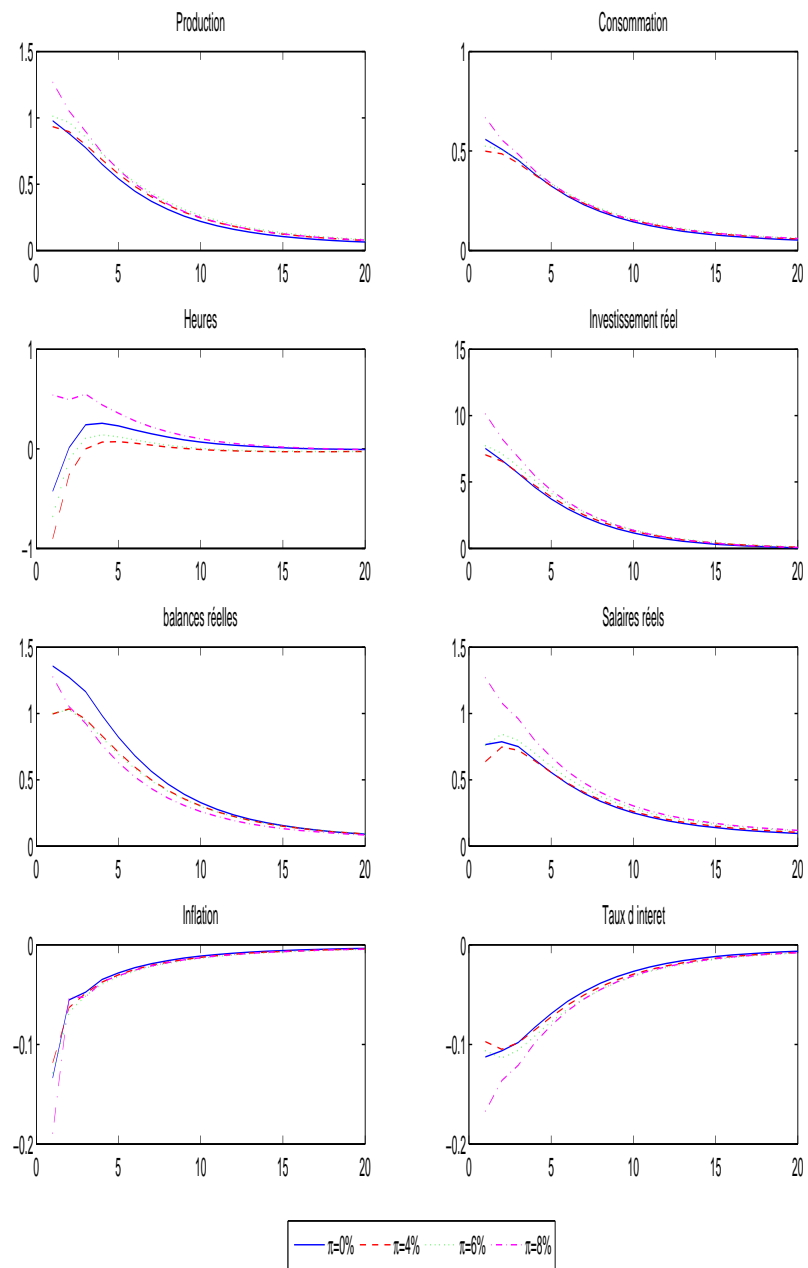 Production
1.5
1
0.5
0
0 5 10 15 20
Consommation
1
0.5
0
0 5 10 15 20
Heures
1
0
−1
0 5 10 15 20
Investissement réel
15
10
5
0
0 5 10 15 20
balances réelles
1.5
1
0.5
0
0 5 10 15 20
Salaires réels
1.5
1
0.5
0
0 5 10 15 20
Inflation
0
−0.1
−0.2
0 5 10 15 20
Taux d interet
0
−0.1
−0.2
0 5 10 15 20
π=0% π=4% π=6% π=8%